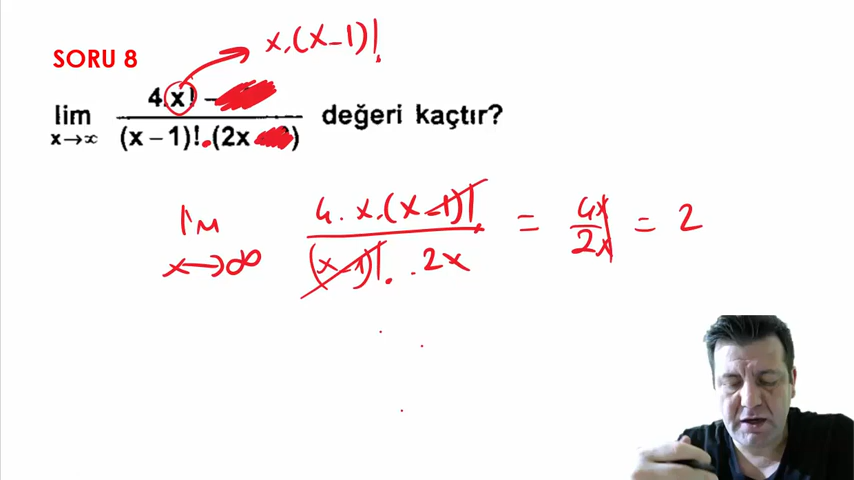 SORU 8
x.(x-1)!
lim x→∞ 4.x! - / (x-1)!.(2x ) değeri kaçtır?
lim x→∞ 4.x.(x-1)! / (x-1)! . 2x = 4x / 2x = 2